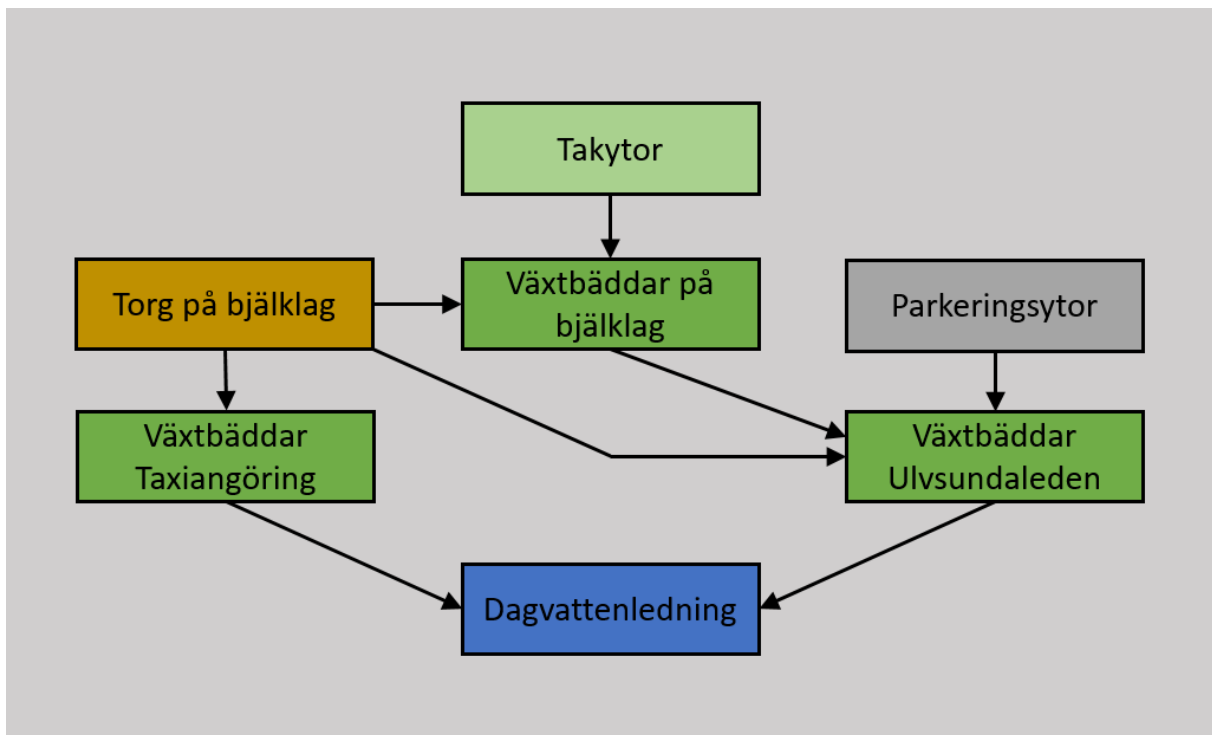 Takytor
Torg på bjälklag
Växtbäddar på
bjälklag
Parkeringsytor
Växtbäddar
Taxiangöring
Växtbäddar
Ulvsundaleden
Dagvattenledning